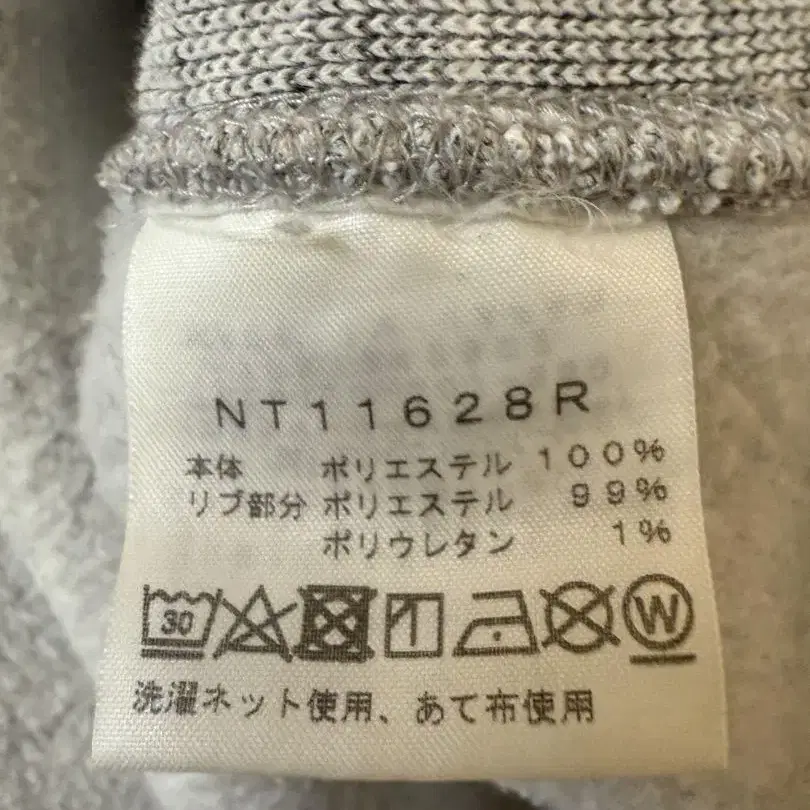 NT11628R
本体 ポリエステル 100%
リブ部分 ポリエステル 99%
ポリウレタン 1%
30 W
洗濯ネット使用、あて布使用